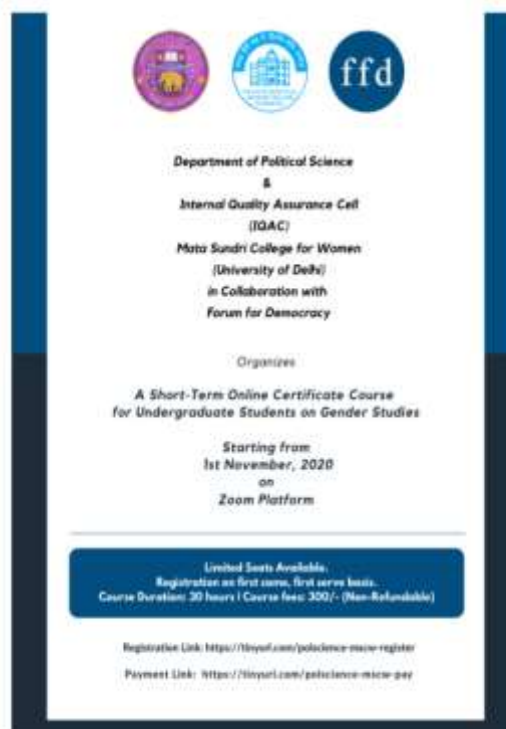 ffd
Department of Political Science
&
Internal Quality Assurance Cell
(IQAC)
Mata Sundri College for Women
(University of Delhi)
in Collaboration with
Forum for Democracy
Organizes
A Short-Term Online Certificate Course
for Undergraduate Students on Gender Studies
Starting from
1st November, 2020
on
Zoom Platform
Limited Seats Available.
Registration on first come, first serve basis.
Course Duration: 30 hours I Course fees: 300/- (Non-Refundable)
Registration Link: https://tinyurl.com/polscience-mscw-register
Payment Link: https://tinyurl.com/polscience-mscw-pay